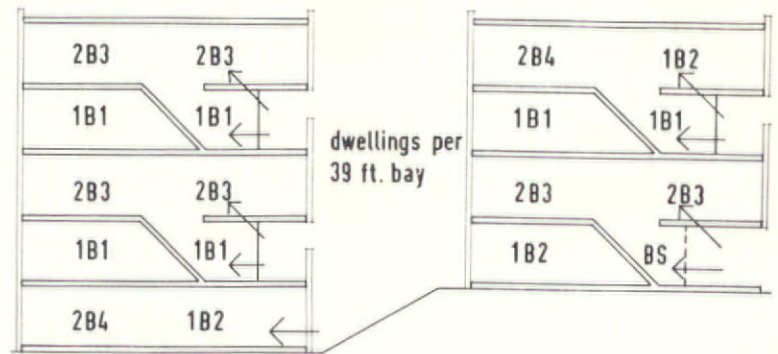 2B3 2B3
1B1 1B1
2B3 2B3
1B1 1B1
2B4 1B2
dwellings per
39 ft. bay
2B4 1B2
1B1 1B1
2B3 2B3
1B2 BS